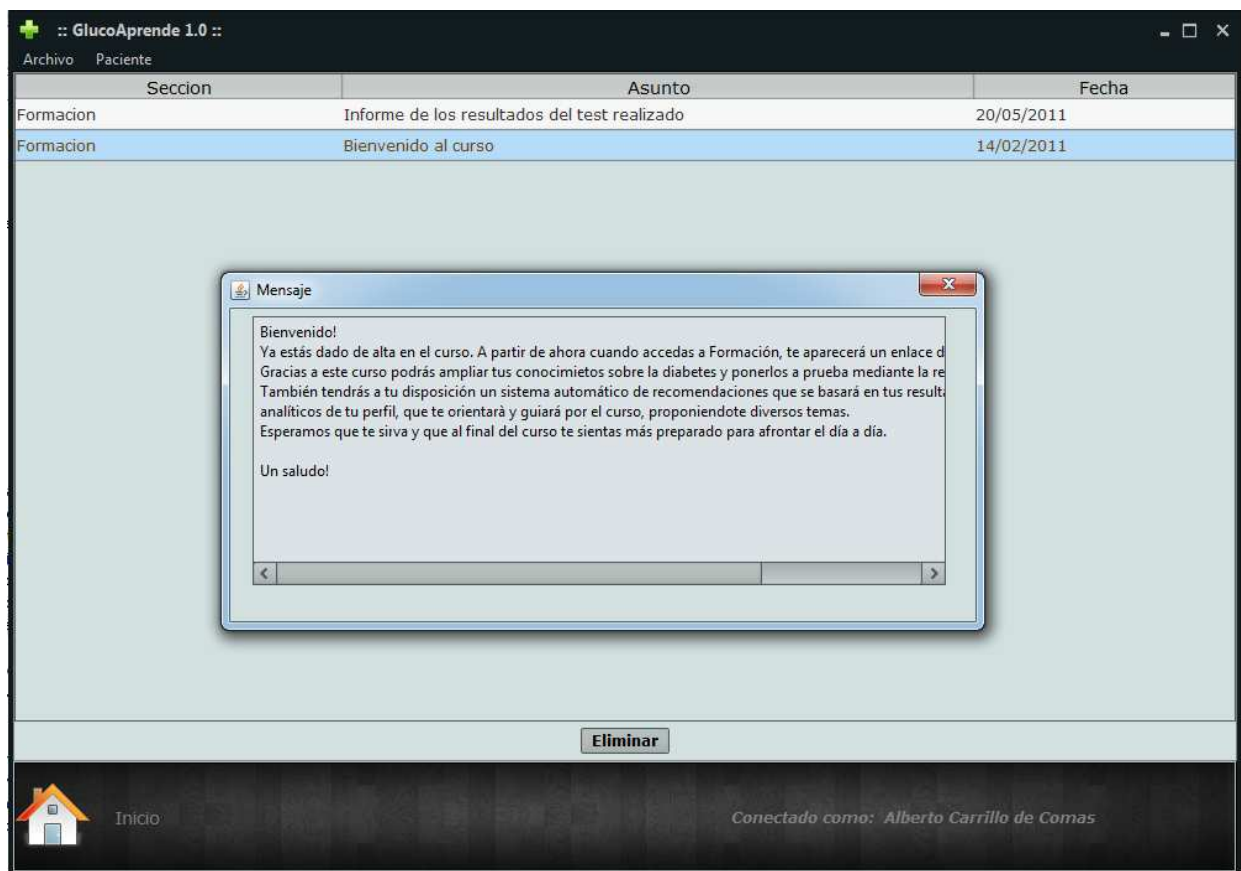 :: GlucoAprende 1.0 ::
Archivo Paciente
Seccion Asunto Fecha
Formacion Informe de los resultados del test realizado 20/05/2011
Formacion Bienvenido al curso 14/02/2011
Mensaje
Bienvenido!
Ya estás dado de alta en el curso. A partir de ahora cuando accedas a Formación, te aparecerá un enlace d
Gracias a este curso podrás ampliar tus conocimietos sobre la diabetes y ponerlos a prueba mediante la re
También tendrás a tu disposición un sistema automático de recomendaciones que se basará en tus result
analíticos de tu perfil, que te orientarà y guiará por el curso, proponiendote diversos temas.
Esperamos que te sirva y que al final del curso te sientas más preparado para afrontar el día a día.
Un saludo!
Eliminar
Inicio Conectado como: Alberto Carrillo de Comas